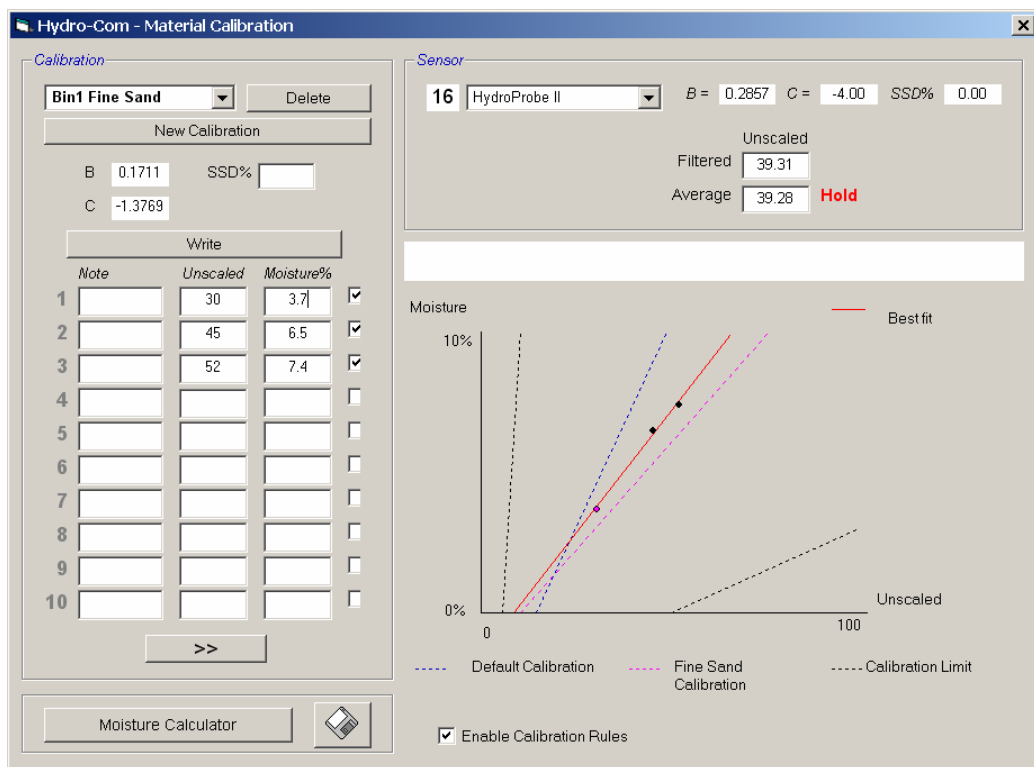 Hydro-Com - Material Calibration
Calibration
Bin1 Fine Sand
Delete
New Calibration
B 0.1711 SSD%
C -1.3769
Write
Note Unscaled Moisture%
1 30 3.7
2 45 6.5
3 52 7.4
4
5
6
7
8
9
10
>>
Moisture Calculator
Sensor
16 HydroProbe II B = 0.2857 C = -4.00 SSD% 0.00
Unscaled
Filtered 39.31
Average 39.28 Hold
Moisture
Best fit
10%
0%
Unscaled
0
100
Default Calibration
Fine Sand
Calibration
Calibration Limit
Enable Calibration Rules